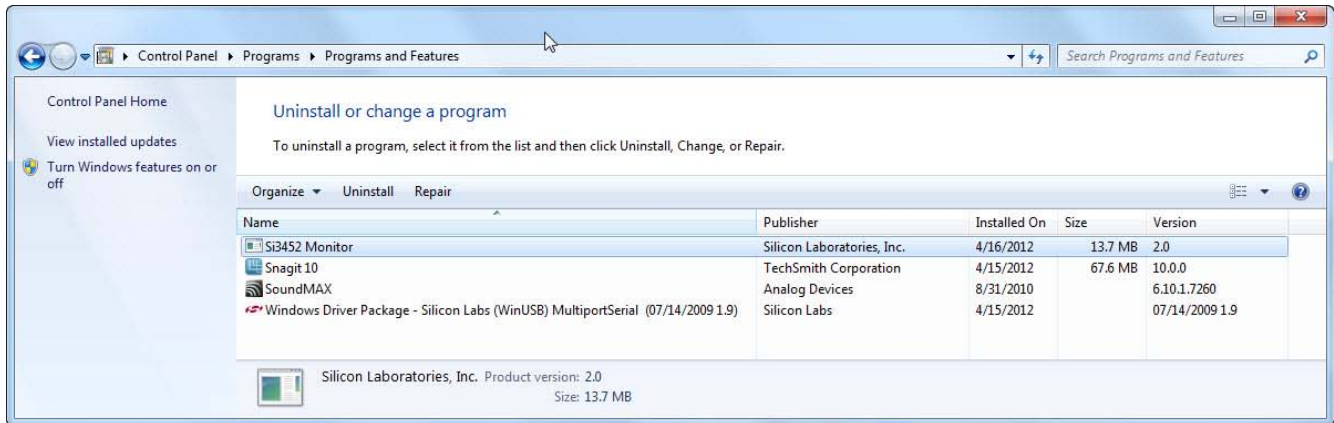 Control Panel Programs Programs and Features Search Programs and Features
Control Panel Home
View installed updates
Turn Windows features on or
off
Uninstall or change a program
To uninstall a program, select it from the list and then click Uninstall, Change, or Repair.
Organize Uninstall Repair
Name Publisher Installed On Size Version
Si3452 Monitor Silicon Laboratories, Inc. 4/16/2012 13.7 MB 2.0
Snagit 10 TechSmith Corporation 4/15/2012 67.6 MB 10.0.0
SoundMAX Analog Devices 8/31/2010 6.10.1.7260
Windows Driver Package - Silicon Labs (WinUSB) MultiportSerial (07/14/2009 1.9) Silicon Labs 4/15/2012 07/14/2009 1.9
Silicon Laboratories, Inc. Product version: 2.0
Size: 13.7 MB